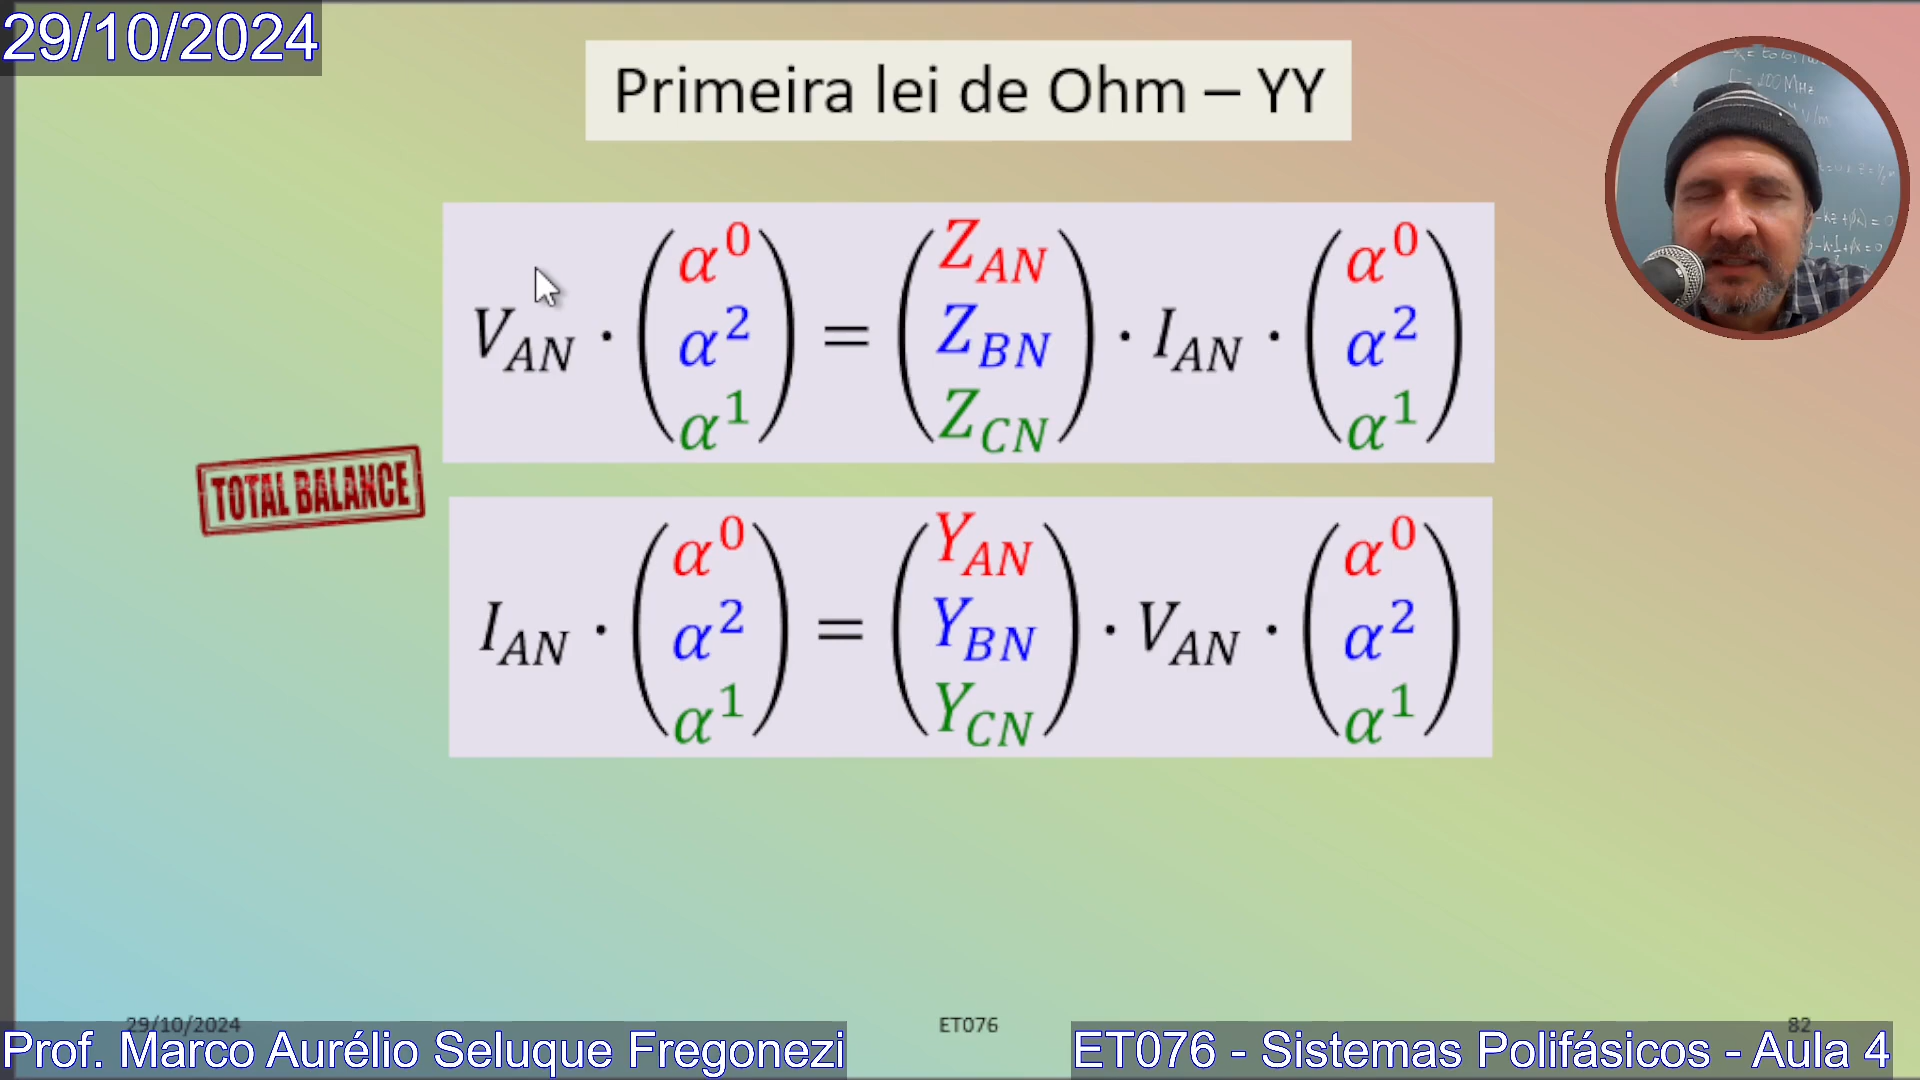 29/10/2024
Primeira lei de Ohm – YY
V_AN · (α^0 α^2 α^1) = (Z_AN Z_BN Z_CN) · I_AN · (α^0 α^2 α^1)
TOTAL BALANCE
I_AN · (α^0 α^2 α^1) = (Y_AN Y_BN Y_CN) · V_AN · (α^0 α^2 α^1)
29/10/2024
ET076
82
Prof. Marco Aurélio Seluque Fregonezi
ET076 - Sistemas Polifásicos - Aula 4